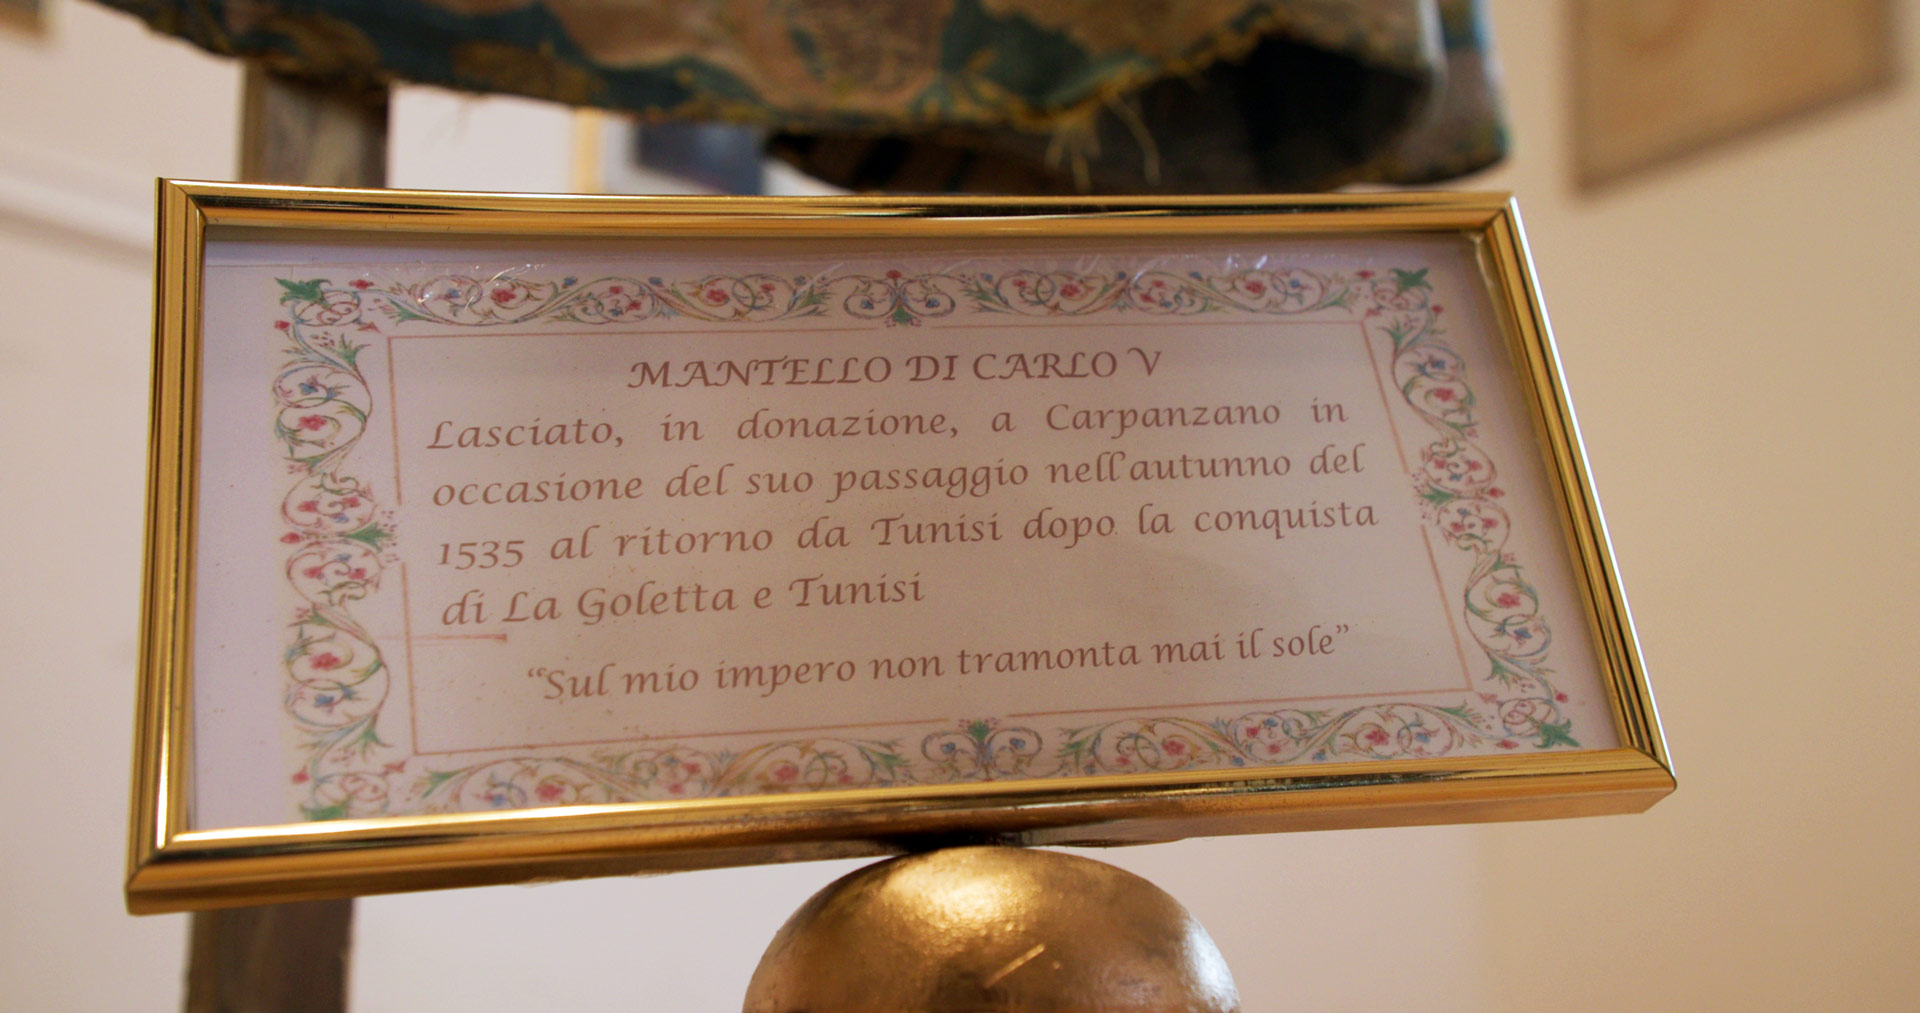 MANTELLO DI CARLO V
Lasciato, in donazione, a Carpanzano in
occasione del suo passaggio nell'autunno del
1535 al ritorno da Tunisi dopo la conquista
di La Goletta e Tunisi
“Sul mio impero non tramonta mai il sole”